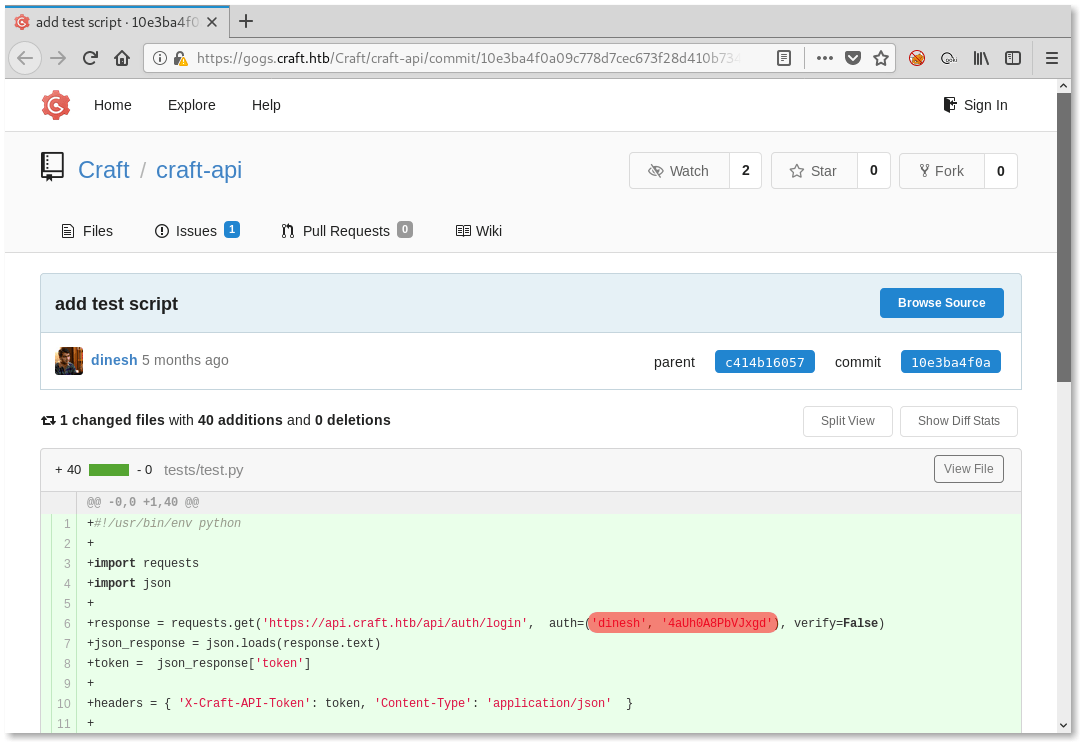 add test script · 10e3ba4f0
https://gogs.craft.htb/Craft/craft-api/commit/10e3ba4f0a09c778d7cec673f28d410b734
Home Explore Help Sign In
Craft / craft-api Watch 2 Star 0 Fork 0
Files Issues 1 Pull Requests 0 Wiki
add test script Browse Source
dinesh 5 months ago parent c414b16057 commit 10e3ba4f0a
1 changed files with 40 additions and 0 deletions Split View Show Diff Stats
+ 40 - 0 tests/test.py View File
@@ -0,0 +1,40 @@
1 +#!/usr/bin/env python
2 +
3 +import requests
4 +import json
5 +
6 +response = requests.get('https://api.craft.htb/api/auth/login',  auth=('dinesh', '4aUh0A8PbVJxgd'), verify=False)
7 +json_response = json.loads(response.text)
8 +token =  json_response['token']
9 +
10 +headers = { 'X-Craft-API-Token': token, 'Content-Type': 'application/json'  }
11 +